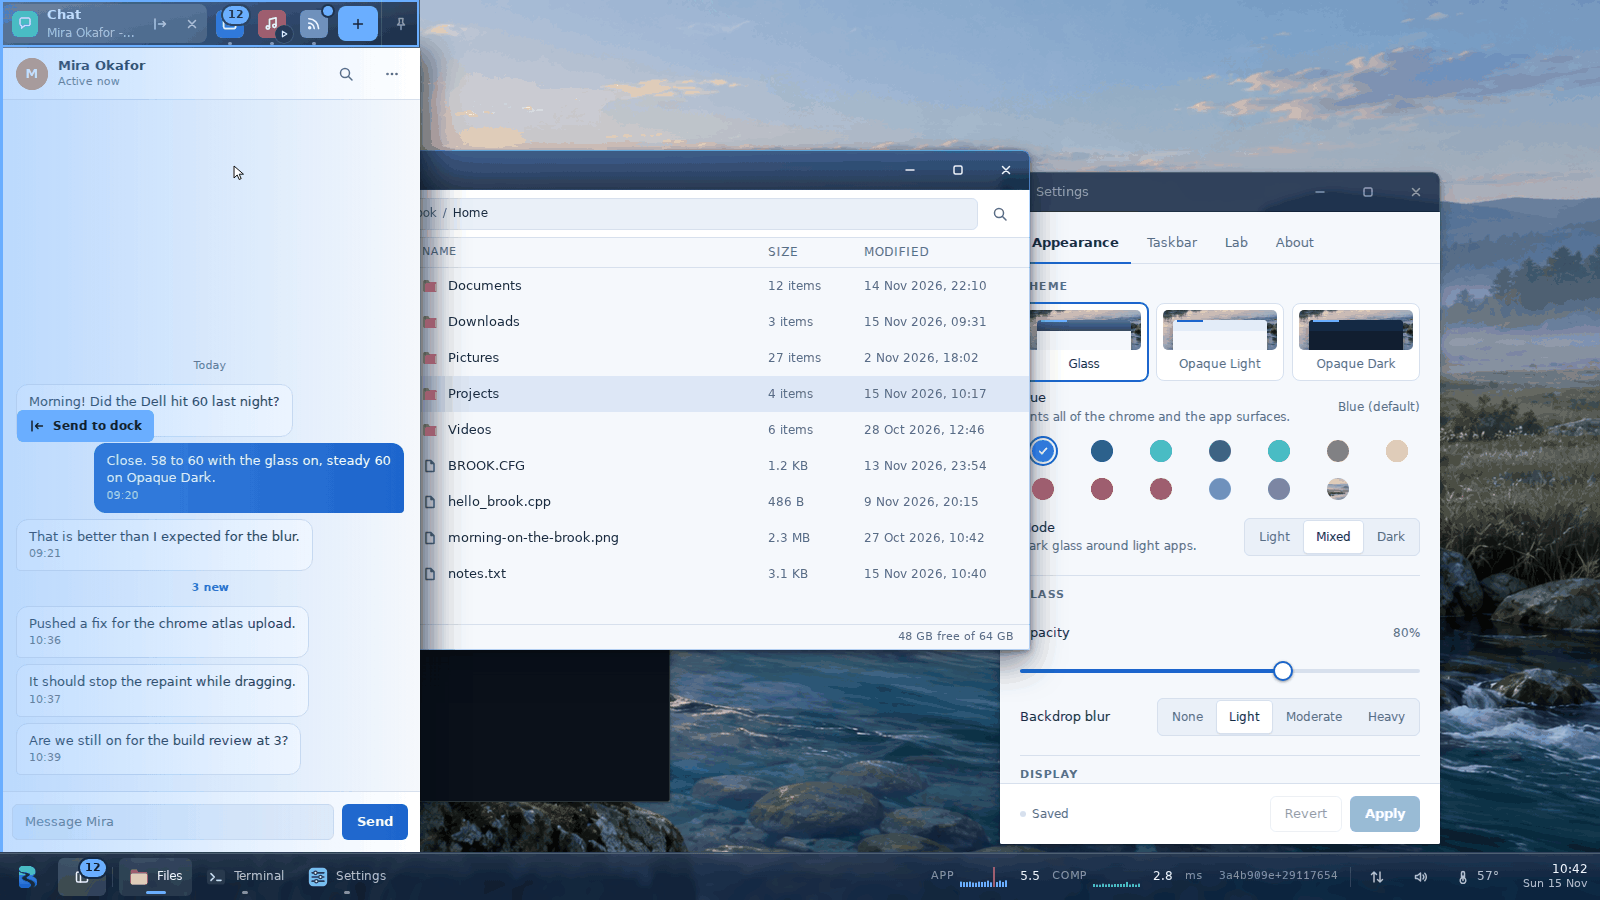 Chat
Mira Okafor -...
12
M
Mira Okafor
Active now
Today
Morning! Did the Dell hit 60 last night?
Send to dock
Close. 58 to 60 with the glass on, steady 60
on Opaque Dark.
09:20
That is better than I expected for the blur.
09:21
3 new
Pushed a fix for the chrome atlas upload.
10:36
It should stop the repaint while dragging.
10:37
Are we still on for the build review at 3?
10:39
Message Mira
Send
ook / Home
NAME SIZE MODIFIED
Documents 12 items 14 Nov 2026, 22:10
Downloads 3 items 15 Nov 2026, 09:31
Pictures 27 items 2 Nov 2026, 18:02
Projects 4 items 15 Nov 2026, 10:17
Videos 6 items 28 Oct 2026, 12:46
BROOK.CFG 1.2 KB 13 Nov 2026, 23:54
hello_brook.cpp 486 B 9 Nov 2026, 20:15
morning-on-the-brook.png 2.3 MB 27 Oct 2026, 10:42
notes.txt 3.1 KB 15 Nov 2026, 10:40
48 GB free of 64 GB
Settings
Appearance Taskbar Lab About
HEME
Glass Opaque Light Opaque Dark
ue
nts all of the chrome and the app surfaces.
Blue (default)
ode
ark glass around light apps.
Light Mixed Dark
LASS
pacity 80%
Backdrop blur None Light Moderate Heavy
DISPLAY
Saved Revert Apply
12 Files Terminal Settings
APP 5.5 COMP 2.8 ms 3a4b909e+29117654
57°
10:42
Sun 15 Nov